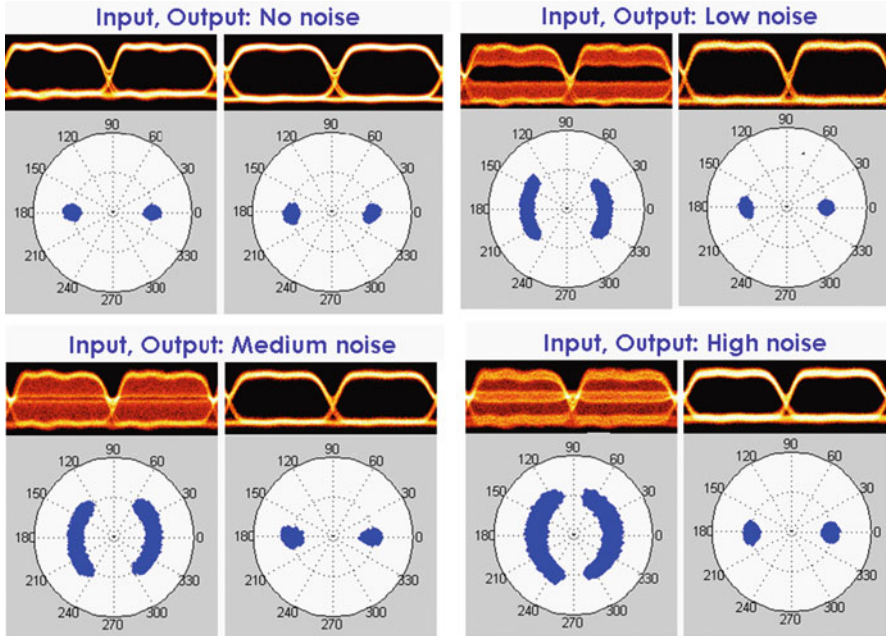 Input, Output: No noise
90 90
120 60 120 60
150 30 150 30
180 0 180 0
210 330 210 330
240 300 240 300
270 270
Input, Output: Low noise
90 90
120 60 120 60
150 30 150 30
180 0 180 0
210 330 210 330
240 300 240 300
270 270
Input, Output: Medium noise
90 90
120 60 120 60
150 30 150 30
180 0 180 0
210 330 210 330
240 300 240 300
270 270
Input, Output: High noise
90 90
120 60 120 60
150 30 150 30
180 0 180 0
210 330 210 330
240 300 240 300
270 270